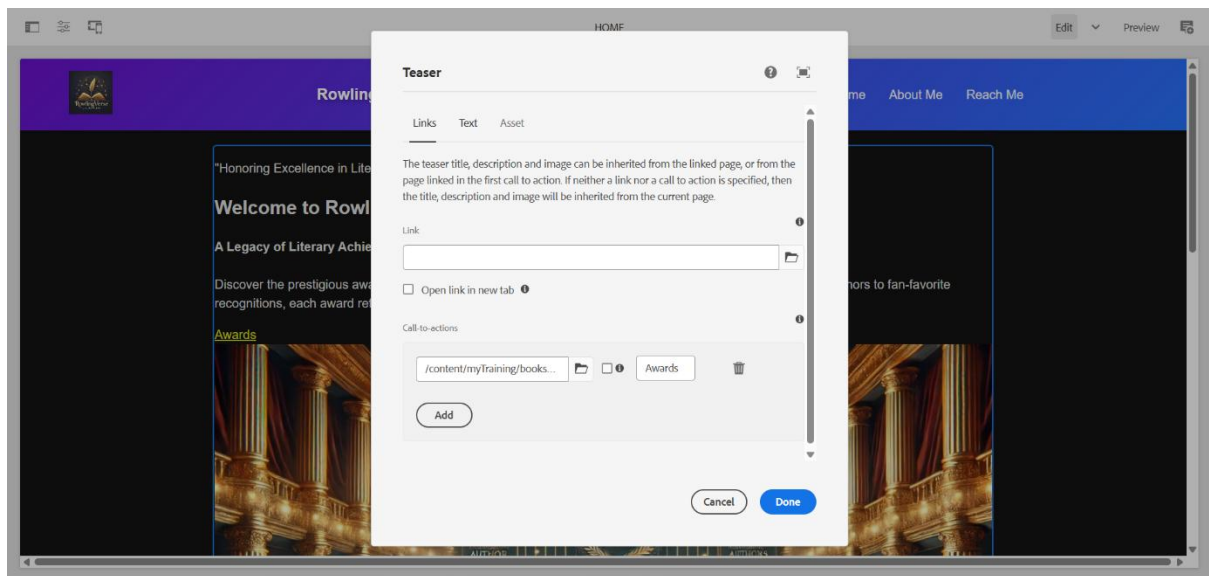 HOME
Edit
Preview
RowlingVerse
Rowling
me About Me Reach Me
"Honoring Excellence in Lite
Welcome to Rowl
A Legacy of Literary Achie
Discover the prestigious awa
hors to fan-favorite
recognitions, each award ref
Awards
Teaser
Links Text Asset
The teaser title, description and image can be inherited from the linked page, or from the
page linked in the first call to action. If neither a link nor a call to action is specified, then
the title, description and image will be inherited from the current page.
Link
Open link in new tab
Call-to-actions
/content/myTraining/books...
Awards
Add
Cancel
Done
AUTHOR